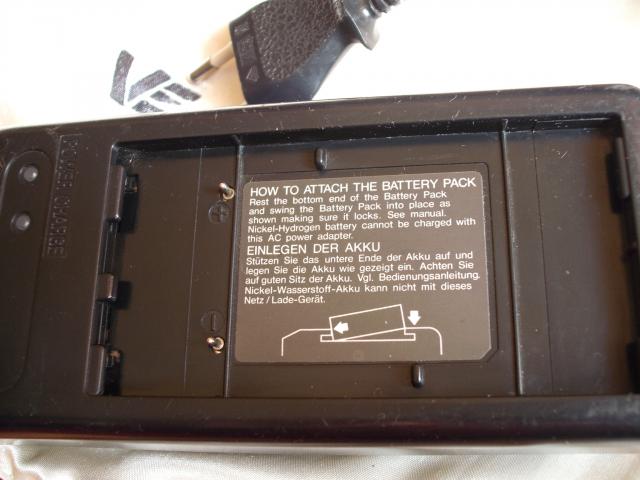 POWER CHARGE
HOW TO ATTACH THE BATTERY PACK
Rest the bottom end of the Battery Pack
and swing the Battery Pack into place as
shown making sure it locks. See manual.
Nickel-Hydrogen battery cannot be charged with
this AC power adapter.
EINLEGEN DER AKKU
Stützen Sie das untere Ende der Akku auf und
legen Sie die Akku wie gezeigt ein. Achten Sie
auf guten Sitz der Akku. Vgl. Bedienungsanleitung.
Nickel-Wasserstoff-Akku kann nicht mit dieses
Netz/Lade-Gerät.